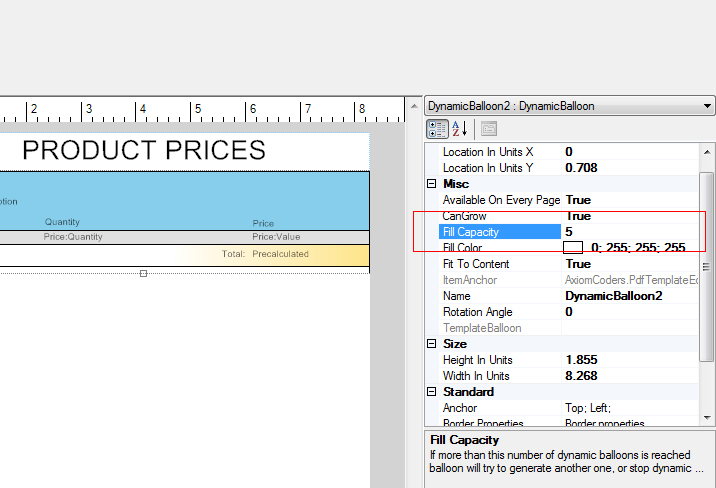 DynamicBalloon2 : DynamicBalloon
2 3 4 5 6 7 8
A
Z
PRODUCT PRICES
Location In Units X 0
Location In Units Y 0.708
Misc
Available On Every Page True
CanGrow True
Fill Capacity 5
Fill Color 0; 255; 255; 255
Fit To Content True
ItemAnchor AxiomCoders.PdfTemplateEd
Name DynamicBalloon2
Rotation Angle 0
TemplateBalloon
Size
Height In Units 1.855
Width In Units 8.268
Standard
Anchor Top; Left;
Border Properties Border properties
ption
Quantity Price
Price:Quantity Price:Value
Total: Precalculated
Fill Capacity
If more than this number of dynamic balloons is reached
balloon will try to generate another one, or stop dynamic ...